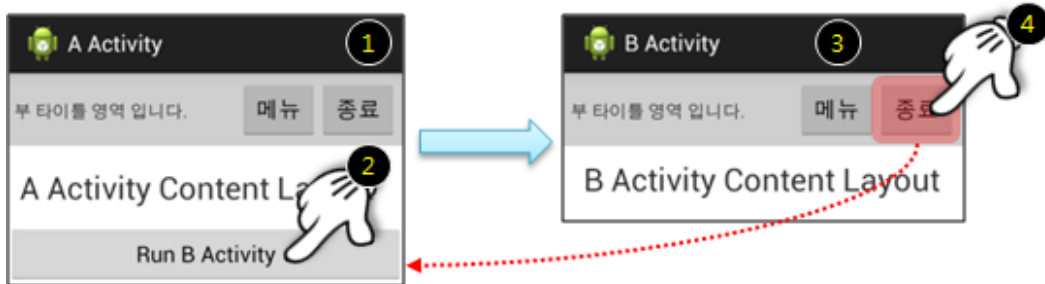 A Activity
1
부 타이틀 영역 입니다.
메뉴
종료
2
A Activity Content La
Run B Activity
B Activity
3
4
부 타이틀 영역 입니다.
메뉴
종료
B Activity Content Layout